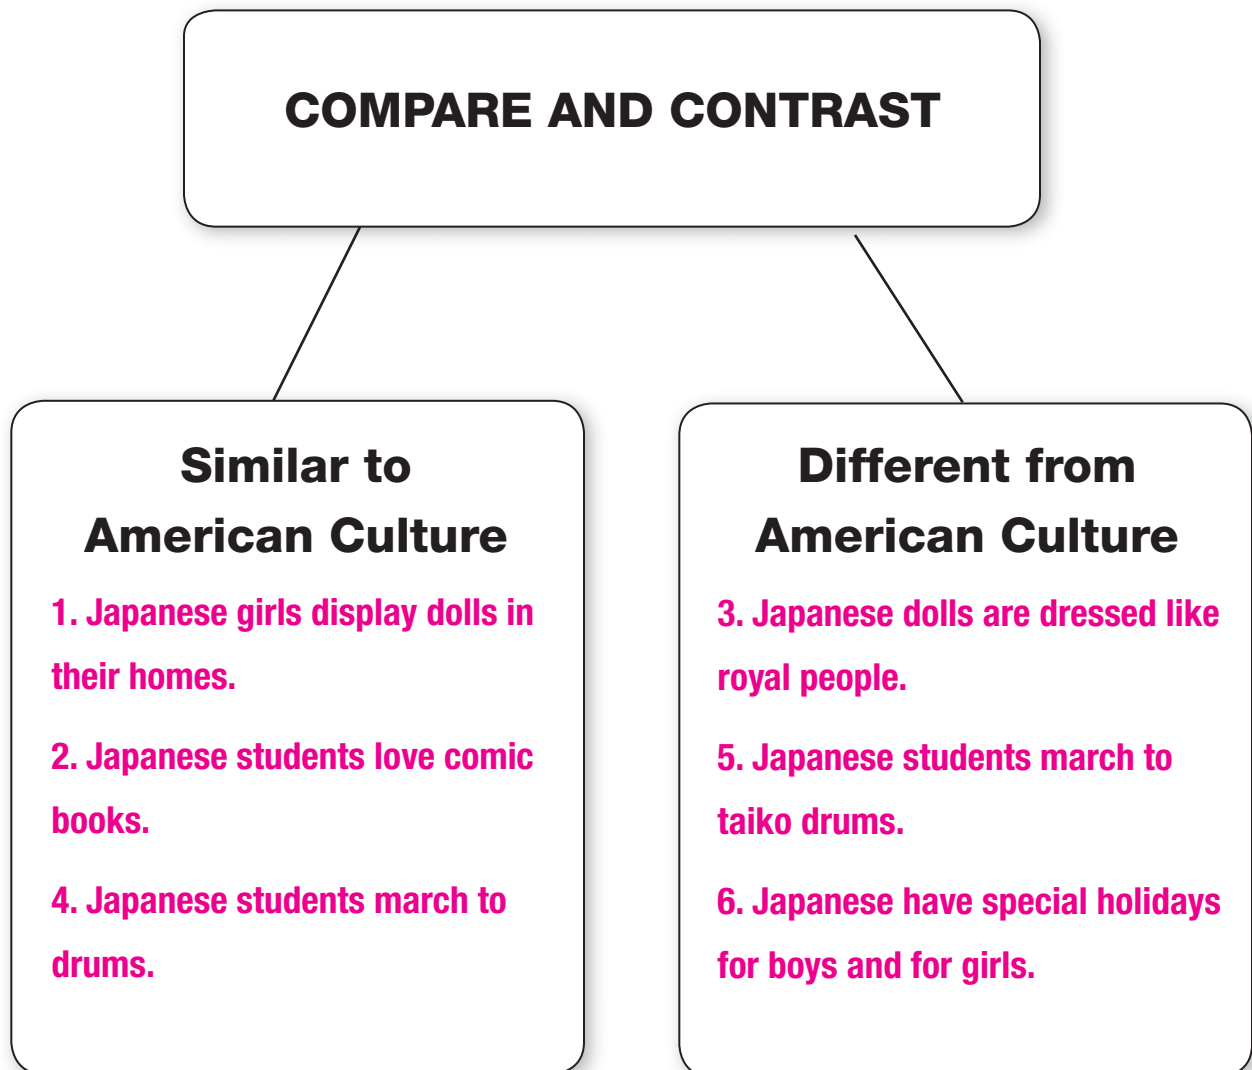 COMPARE AND CONTRAST
Similar to
American Culture
1. Japanese girls display dolls in
their homes.
2. Japanese students love comic
books.
4. Japanese students march to
drums.
Different from
American Culture
3. Japanese dolls are dressed like
royal people.
5. Japanese students march to
taiko drums.
6. Japanese have special holidays
for boys and for girls.